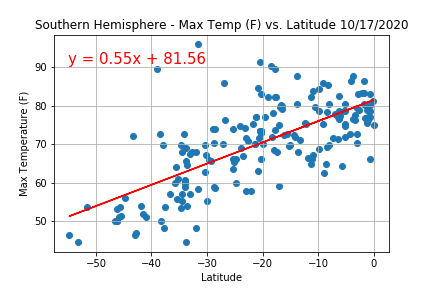 Southern Hemisphere - Max Temp (F) vs. Latitude 10/17/2020
y = 0.55x + 81.56
Max Temperature (F)
90
80
70
60
50
−50
−40
−30
−20
−10
0
Latitude